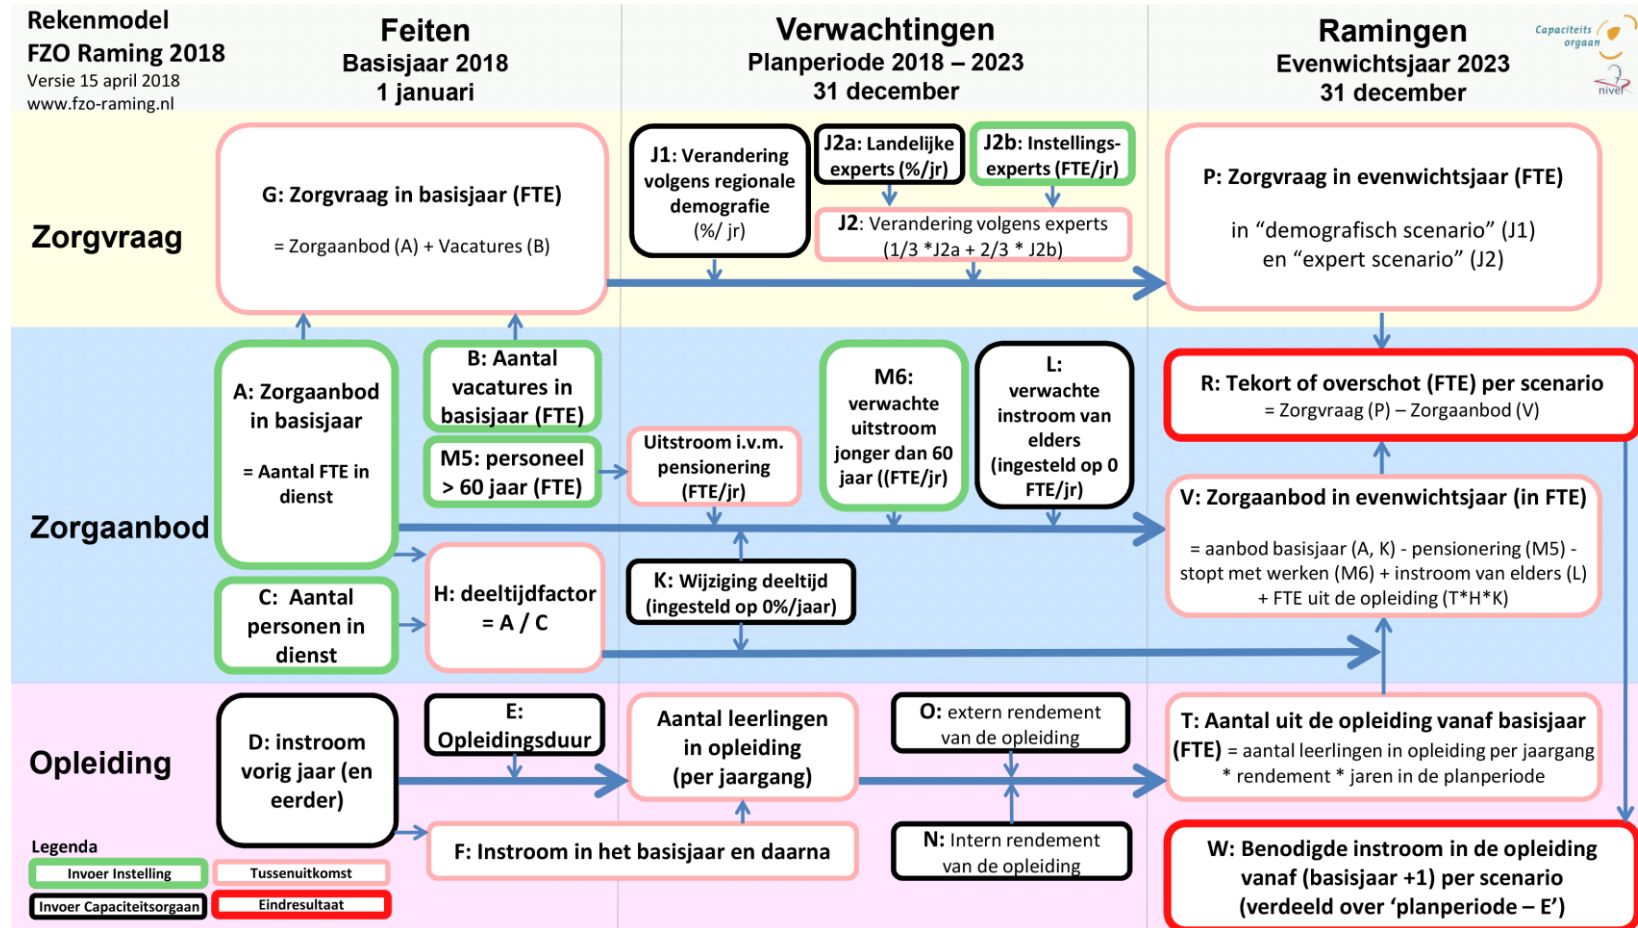 Rekenmodel
FZO Raming 2018
Versie 15 april 2018
www.fzo-raming.nl
Feiten
Basisjaar 2018
1 januari
Verwachtingen
Planperiode 2018 – 2023
31 december
Ramingen
Evenwichtsjaar 2023
31 december
Capaciteits
orgaan
nivel
Zorgvraag
G: Zorgvraag in basisjaar (FTE)
= Zorgaanbod (A) + Vacatures (B)
J1: Verandering
volgens regionale
demografie
(%/ jr)
J2a: Landelijke
experts (%/jr)
J2b: Instellings-
experts (FTE/jr)
J2: Verandering volgens experts
(1/3 *J2a + 2/3 * J2b)
P: Zorgvraag in evenwichtsjaar (FTE)
in “demografisch scenario” (J1)
en “expert scenario” (J2)
Zorgaanbod
A: Zorgaanbod
in basisjaar
= Aantal FTE in
dienst
B: Aantal
vacatures in
basisjaar (FTE)
M5: personeel
> 60 jaar (FTE)
Uitstroom i.v.m.
pensionering
(FTE/jr)
M6:
verwachte
uitstroom
jonger dan 60
jaar ((FTE/jr)
L:
verwachte
instroom van
elders
(ingesteld op 0
FTE/jr)
R: Tekort of overschot (FTE) per scenario
= Zorgvraag (P) – Zorgaanbod (V)
V: Zorgaanbod in evenwichtsjaar (in FTE)
= aanbod basisjaar (A, K) - pensionering (M5) -
stopt met werken (M6) + instroom van elders (L)
+ FTE uit de opleiding (T*H*K)
C: Aantal
personen in
dienst
H: deeltijdfactor
= A / C
K: Wijziging deeltijd
(ingesteld op 0%/jaar)
Opleiding
D: instroom
vorig jaar (en
eerder)
E:
Opleidingsduur
Aantal leerlingen
in opleiding
(per jaargang)
O: extern rendement
van de opleiding
T: Aantal uit de opleiding vanaf basisjaar
(FTE) = aantal leerlingen in opleiding per jaargang
* rendement * jaren in de planperiode
F: Instroom in het basisjaar en daarna
N: Intern rendement
van de opleiding
W: Benodigde instroom in de opleiding
vanaf (basisjaar +1) per scenario
(verdeeld over ‘planperiode – E’)
Legenda
Invoer Instelling
Tussenuitkomst
Invoer Capaciteitsorgaan
Eindresultaat